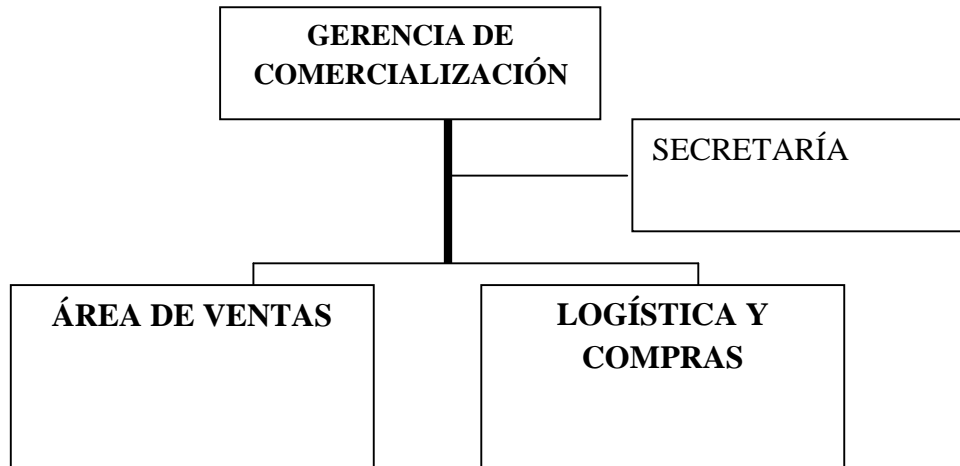 GERENCIA DE
COMERCIALIZACIÓN
SECRETARÍA
ÁREA DE VENTAS
LOGÍSTICA Y
COMPRAS